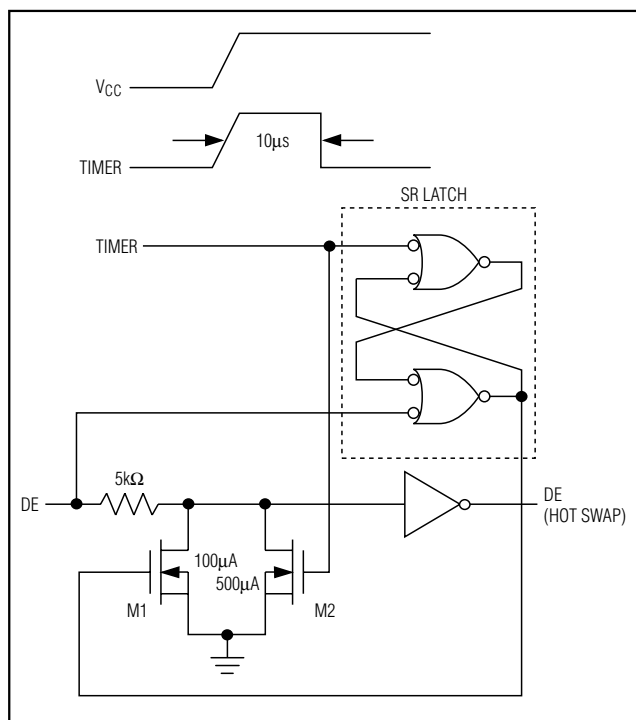 VCC
10μs
TIMER
SR LATCH
TIMER
5kΩ
DE
DE
(HOT SWAP)
100μA
500μA
M1
M2